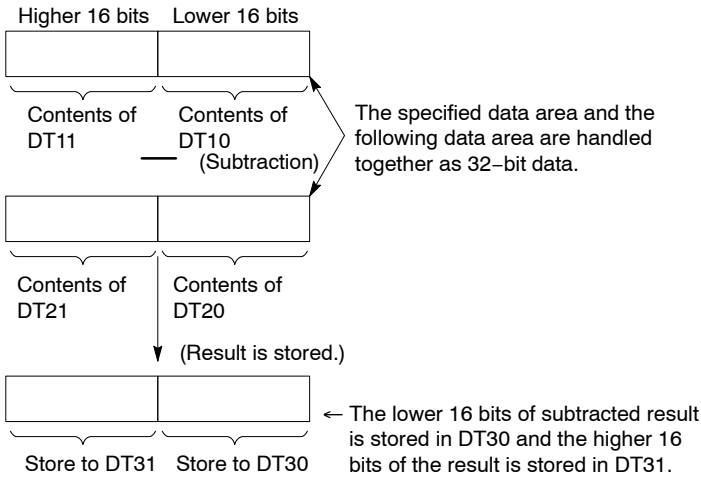 Higher 16 bits Lower 16 bits
Contents of
DT11
Contents of
DT10
— (Subtraction)
The specified data area and the
following data area are handled
together as 32−bit data.
Contents of
DT21
Contents of
DT20
(Result is stored.)
Store to DT31 Store to DT30
← The lower 16 bits of subtracted result
is stored in DT30 and the higher 16
bits of the result is stored in DT31.